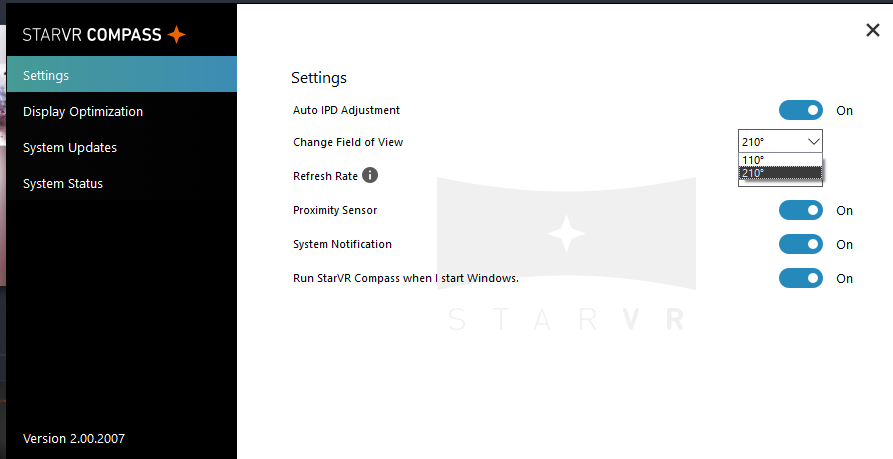 STARVR COMPASS
Settings
Display Optimization
System Updates
System Status
Version 2.00.2007
Settings
Auto IPD Adjustment On
Change Field of View 210°
110°
210°
Refresh Rate
Proximity Sensor On
System Notification On
Run StarVR Compass when I start Windows. On
STARVR